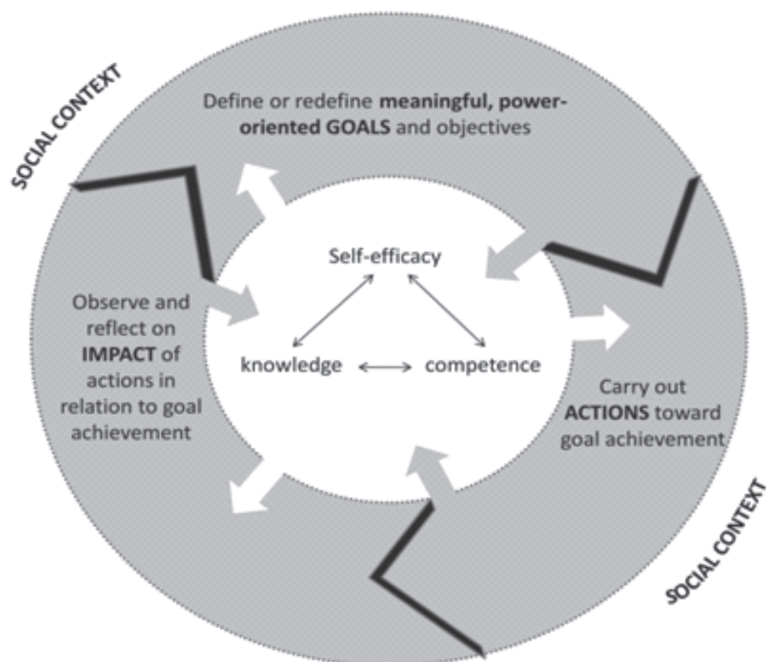 SOCIAL CONTEXT
Define or redefine meaningful, power-
oriented GOALS and objectives
Self-efficacy
knowledge
competence
Observe and
reflect on
IMPACT of
actions in
relation to goal
achievement
Carry out
ACTIONS toward
goal achievement
SOCIAL CONTEXT